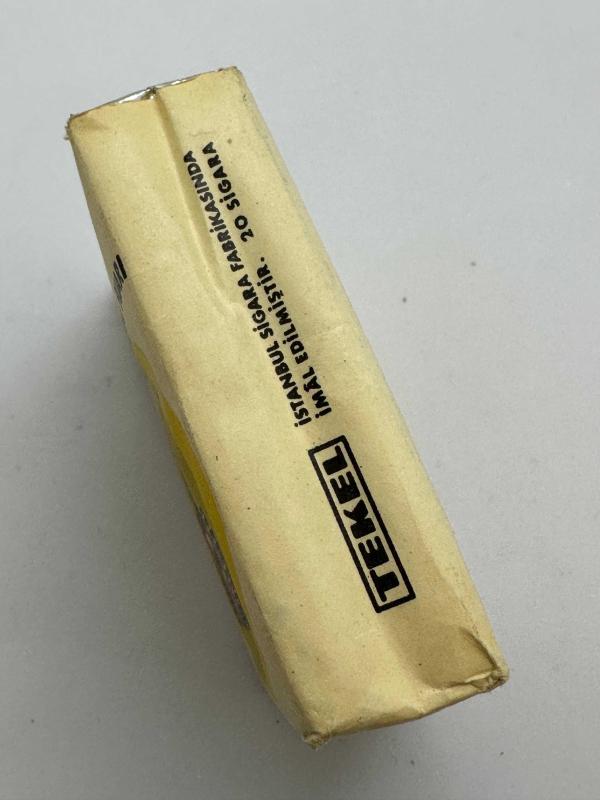 TEKEL
İSTANBUL SİGARA FABRİKASINDA
İMÂL EDİLMİŞTİR. 20 SİGARA